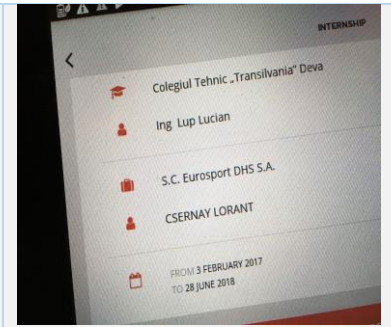 INTERNSHIP
Colegiul Tehnic „Transilvania” Deva
Ing Lup Lucian
S.C. Eurosport DHS S.A.
CSERNAY LORANT
FROM 3 FEBRUARY 2017
TO 28 JUNE 2018